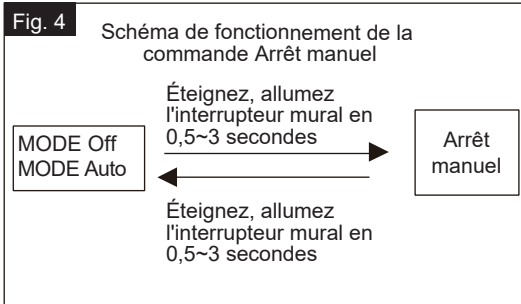 Fig. 4
Schéma de fonctionnement de la
commande Arrêt manuel
Éteignez, allumez
l'interrupteur mural en
0,5~3 secondes
MODE Off
MODE Auto
Arrêt
manuel
Éteignez, allumez
l'interrupteur mural en
0,5~3 secondes